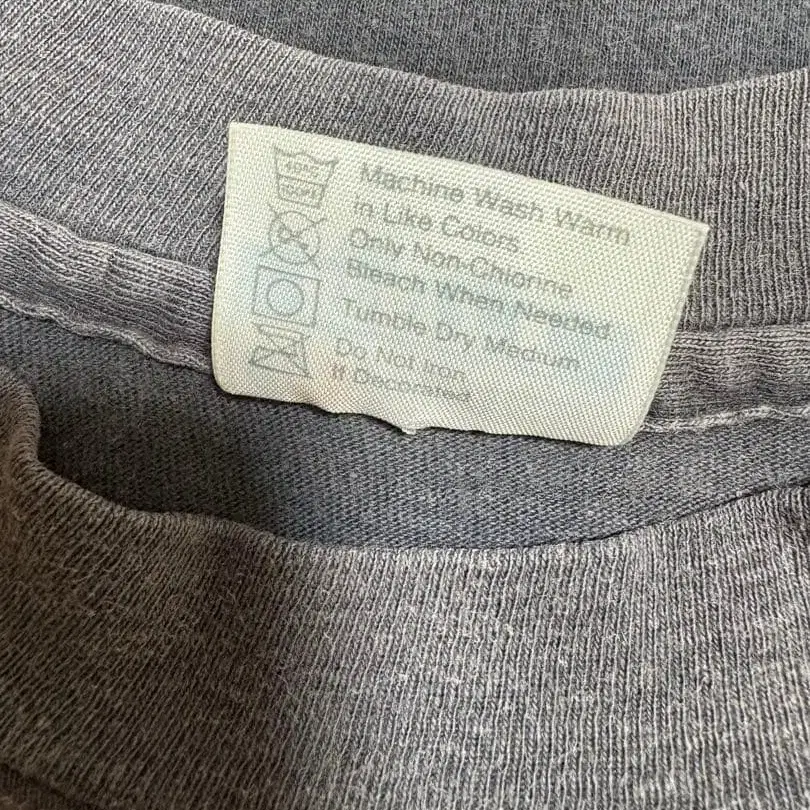 Machine Wash Warm
in Like Colors
Only Non-Chlorine
Bleach When Needed
Tumble Dry Medium
Do Not Iron
If Decorated